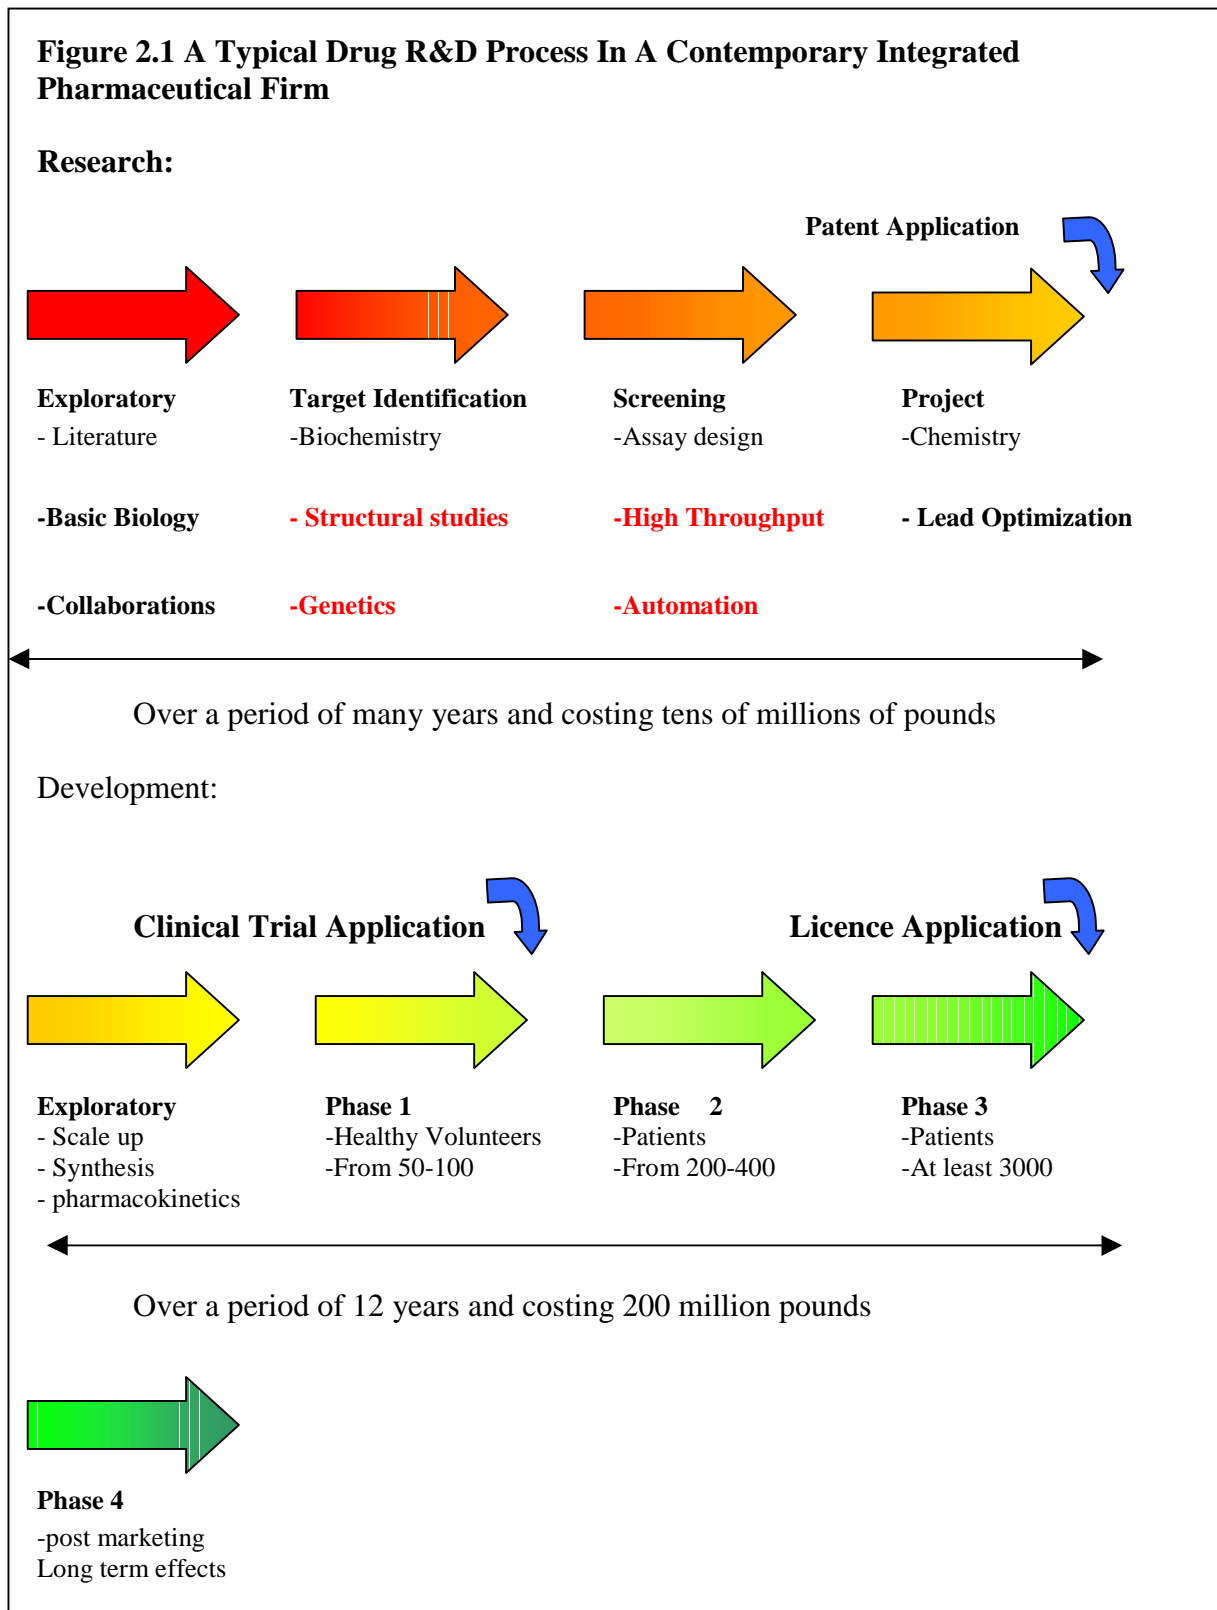 Figure 2.1 A Typical Drug R&D Process In A Contemporary Integrated
Pharmaceutical Firm
Research:
Patent Application
Exploratory
- Literature
-Basic Biology
-Collaborations
Target Identification
-Biochemistry
- Structural studies
-Genetics
Screening
-Assay design
-High Throughput
-Automation
Project
-Chemistry
- Lead Optimization
Over a period of many years and costing tens of millions of pounds
Development:
Clinical Trial Application
Licence Application
Exploratory
- Scale up
- Synthesis
- pharmacokinetics
Phase 1
-Healthy Volunteers
-From 50-100
Phase 2
-Patients
-From 200-400
Phase 3
-Patients
-At least 3000
Over a period of 12 years and costing 200 million pounds
Phase 4
-post marketing
Long term effects